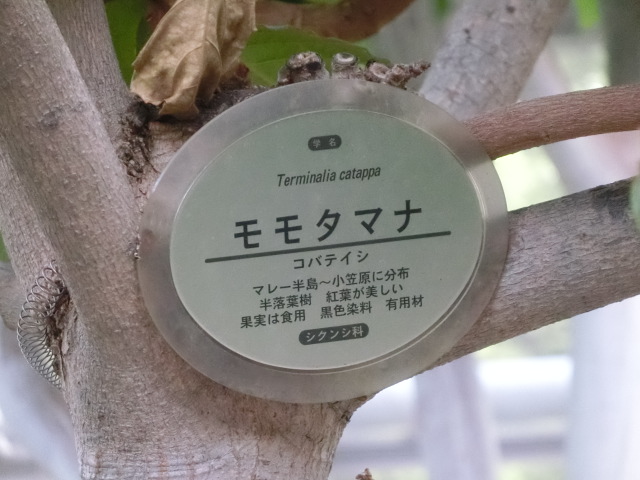 学名
Terminalia catappa
モモタマナ
コバテイシ
マレー半島～小笠原に分布
半落葉樹　紅葉が美しい
果実は食用　黒色染料　有用材
シクンシ科